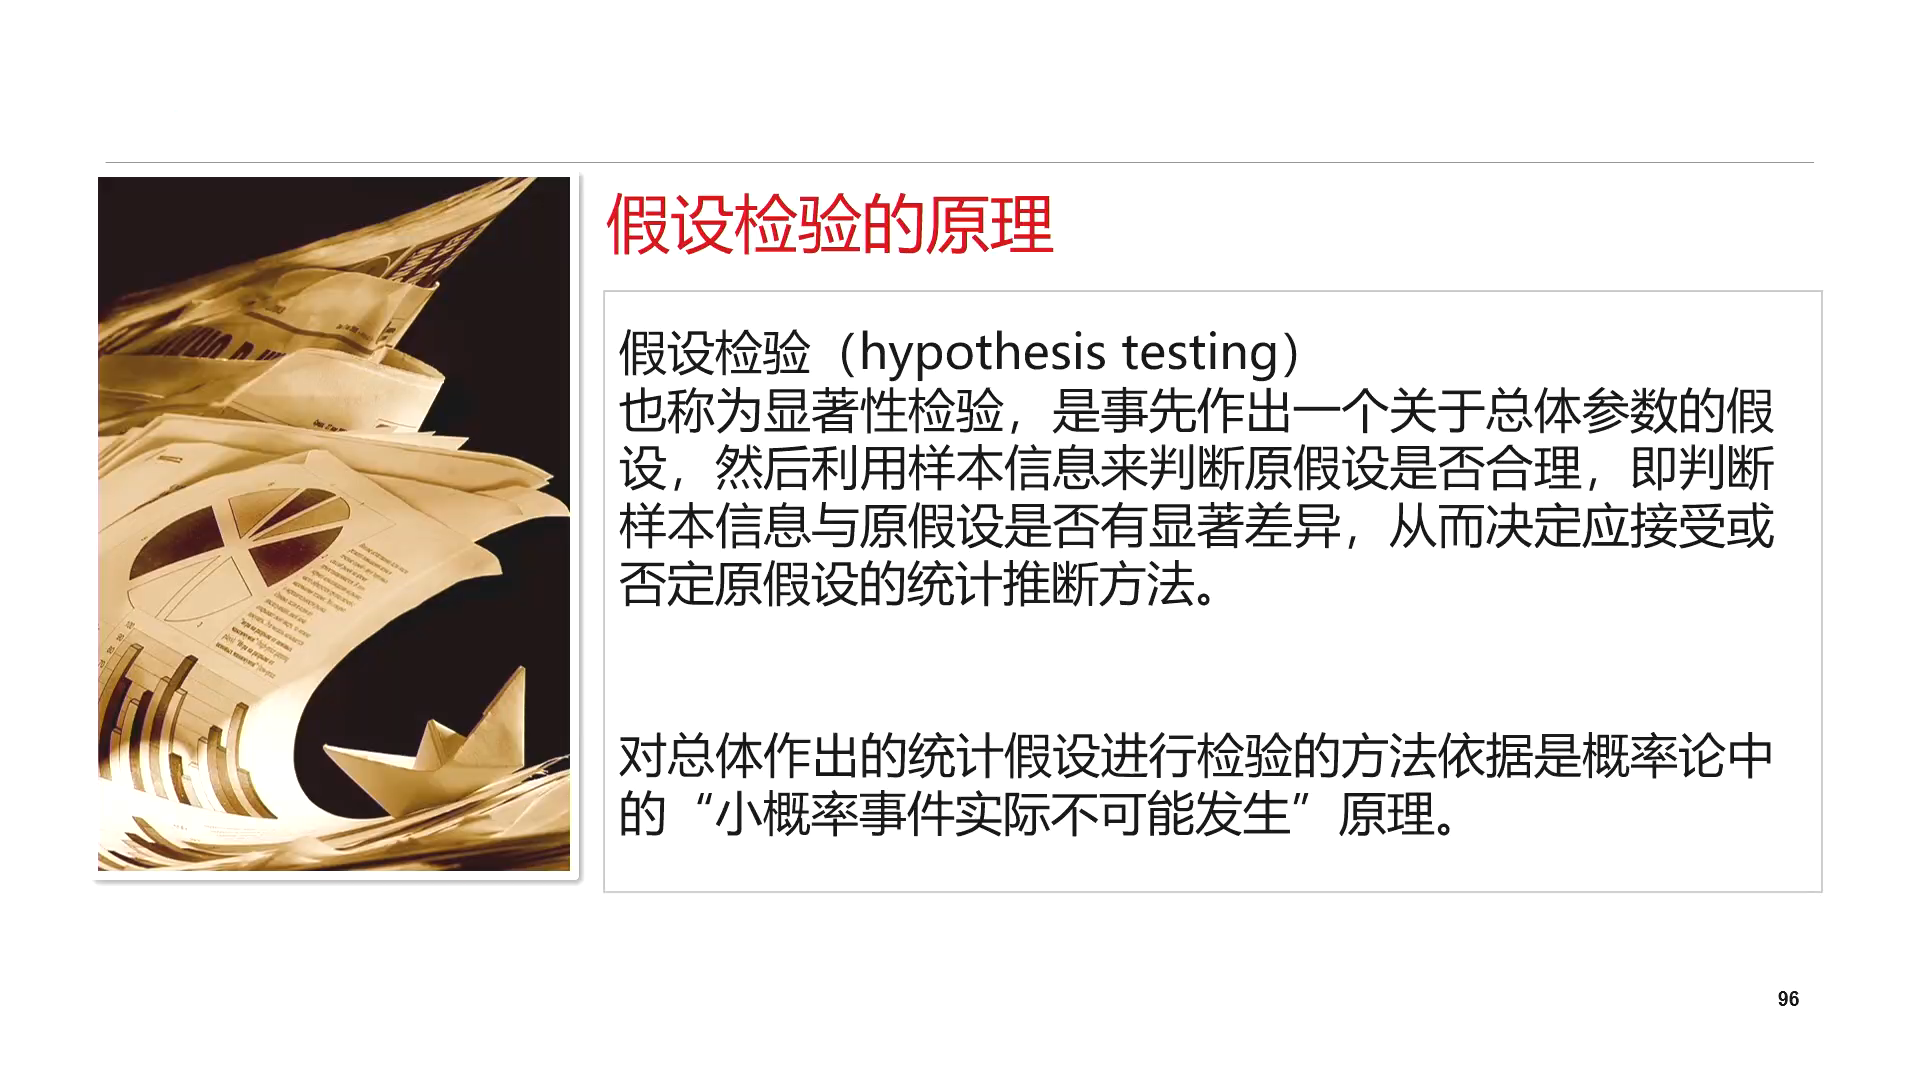 假设检验的原理
假设检验（hypothesis testing）
也称为显著性检验，是事先作出一个关于总体参数的假
设，然后利用样本信息来判断原假设是否合理，即判断
样本信息与原假设是否有显著差异，从而决定应接受或
否定原假设的统计推断方法。
对总体作出的统计假设进行检验的方法依据是概率论中
的“小概率事件实际不可能发生”原理。
96